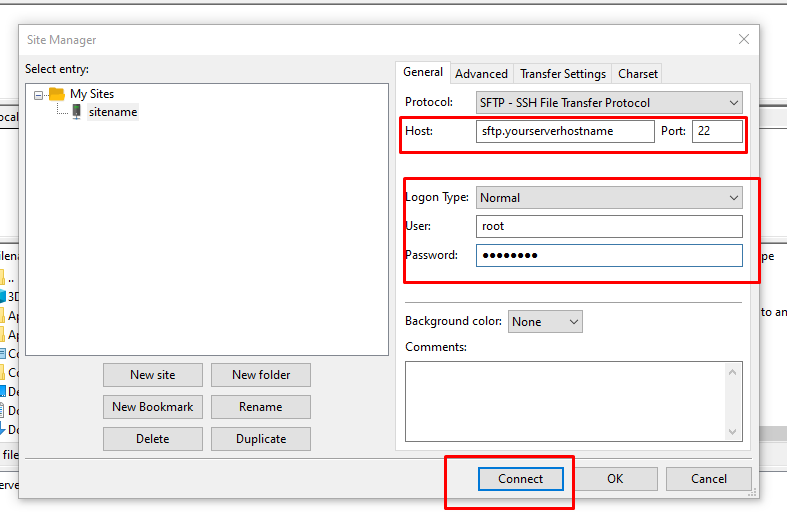 Site Manager
Select entry:
My Sites
sitename
General Advanced Transfer Settings Charset
Protocol: SFTP - SSH File Transfer Protocol
Host: sftp.yourserverhostname Port: 22
Logon Type: Normal
User: root
Password: ●●●●●●●●
Background color: None
Comments:
New site New folder
New Bookmark Rename
Delete Duplicate
Connect OK Cancel
ocal
ilena
..
3D
Ap
Ap
Co
Co
De
Do
Do
file
erve
pe
to an